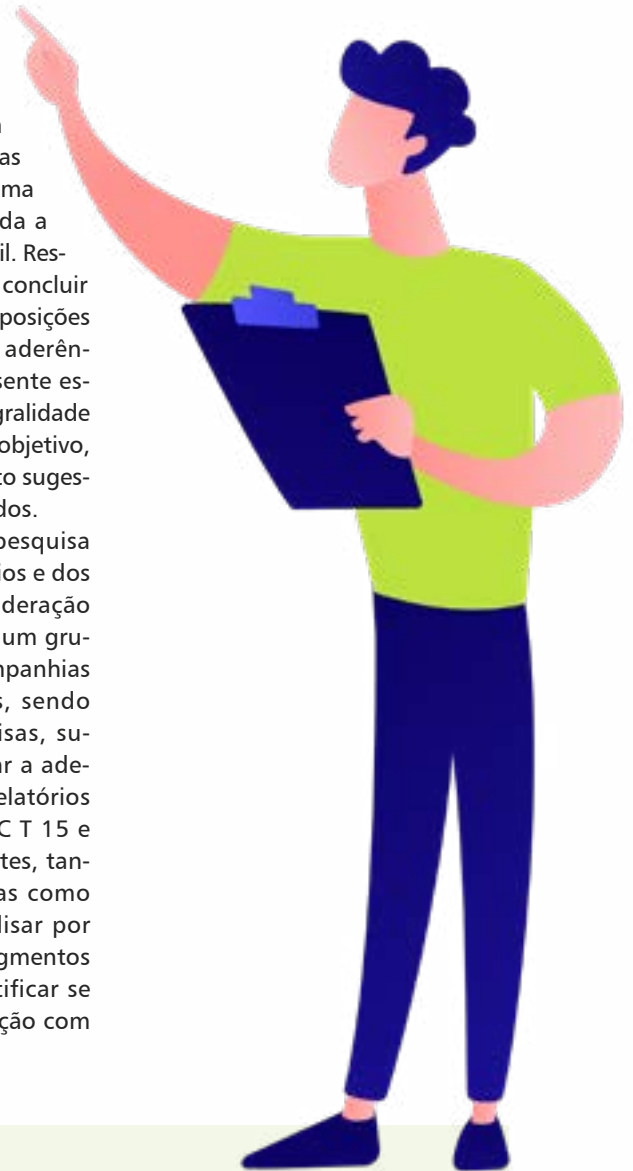 as
ma
da a
il. Res-
concluir
posições
aderên-
sente es-
gralidade
objetivo,
to suges-
dos.
pesquisa
ios e dos
deração
um gru-
mpanhias
s, sendo
isas, su-
ar a ade-
elatórios
C T 15 e
tes, tan-
as como
lisar por
gmentos
tificar se
ção com